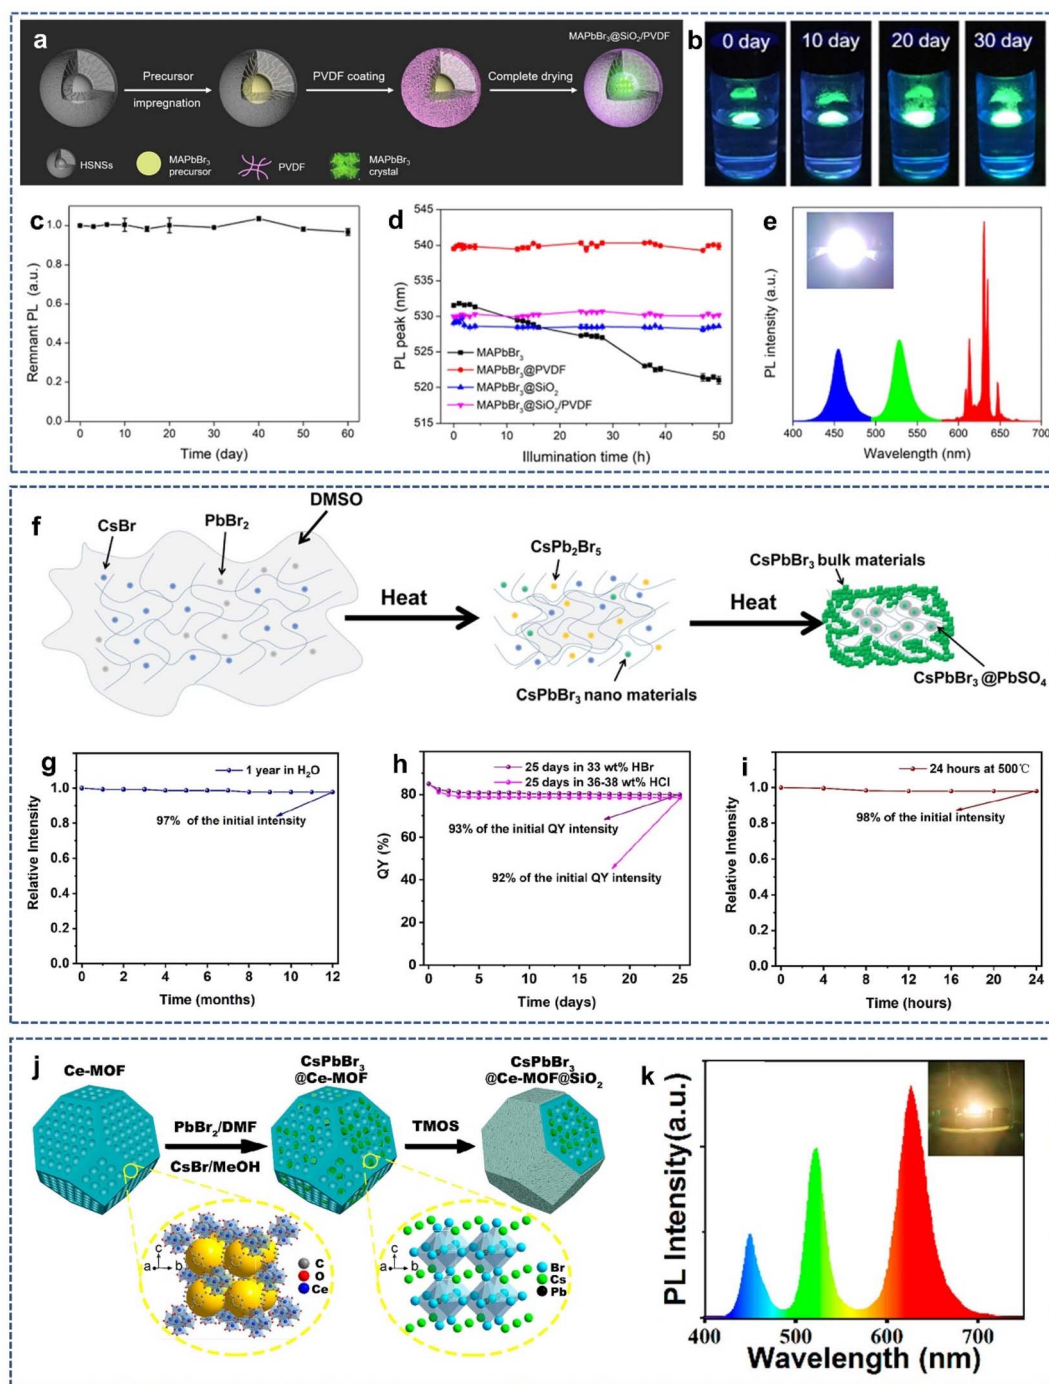 a
MAPbBr₃@SiO₂/PVDF
Precursor
impregnation
PVDF coating
Complete drying
HSNSs
MAPbBr₃
precursor
PVDF
MAPbBr₃
crystal
b
0 day
10 day
20 day
30 day
c
Remnant PL (a.u.)
1.0
0.8
0.6
0.4
0.2
0.0
0 10 20 30 40 50 60
Time (day)
d
PL peak (nm)
545
540
535
530
525
520
515
MAPbBr₃
MAPbBr₃@PVDF
MAPbBr₃@SiO₂
MAPbBr₃@SiO₂/PVDF
0 10 20 30 40 50
Illumination time (h)
e
PL intensity (a.u.)
400 450 500 550 600 650 700
Wavelength (nm)
f
CsBr
PbBr₂
DMSO
Heat
CsPb₂Br₅
CsPbBr₃ nano materials
Heat
CsPbBr₃ bulk materials
CsPbBr₃@PbSO₄
g
Relative Intensity
1.0
0.8
0.6
0.4
0.2
0.0
1 year in H₂O
97% of the initial intensity
0 2 4 6 8 10 12
Time (months)
h
QY (%)
80
60
40
20
0
25 days in 33 wt% HBr
25 days in 36-38 wt% HCl
93% of the initial QY intensity
92% of the initial QY intensity
0 5 10 15 20 25
Time (days)
i
Relative Intensity
1.0
0.8
0.6
0.4
0.2
0.0
24 hours at 500℃
98% of the initial intensity
0 4 8 12 16 20 24
Time (hours)
j
Ce-MOF
PbBr₂/DMF
CsBr/MeOH
CsPbBr₃
@Ce-MOF
TMOS
CsPbBr₃
@Ce-MOF@SiO₂
c
a b
C
O
Ce
c
a b
Br
Cs
Pb
k
PL Intensity(a.u.)
400 500 600 700
Wavelength (nm)